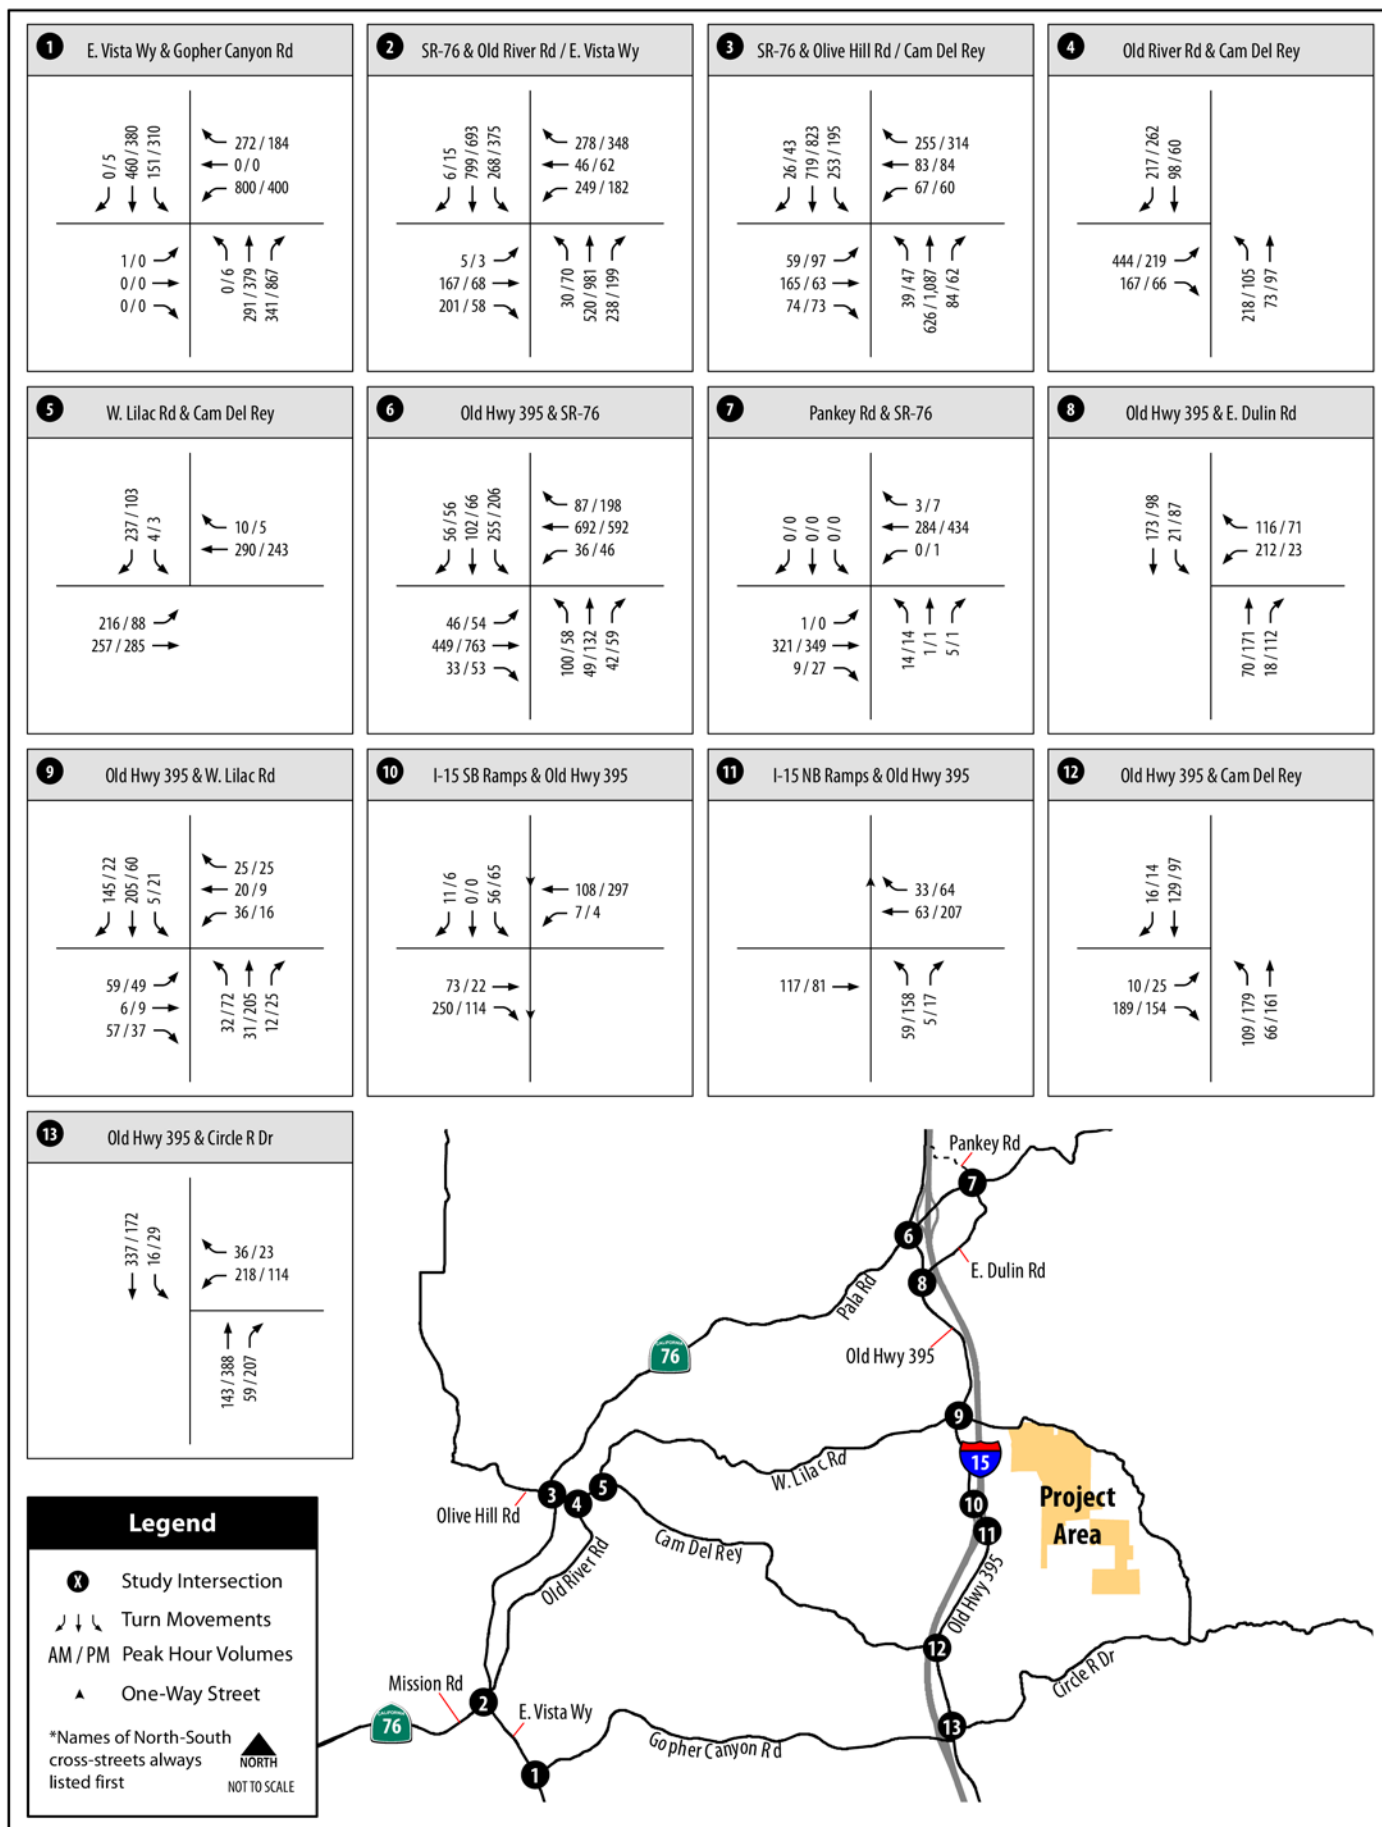 1 E. Vista Wy & Gopher Canyon Rd
0 / 5
460 / 380
151 / 310
272 / 184
0 / 0
800 / 400
1 / 0
0 / 0
0 / 0
0 / 6
291 / 379
341 / 867
2 SR-76 & Old River Rd / E. Vista Wy
6 / 15
799 / 693
268 / 375
278 / 348
46 / 62
249 / 182
5 / 3
167 / 68
201 / 58
30 / 70
520 / 981
238 / 199
3 SR-76 & Olive Hill Rd / Cam Del Rey
26 / 43
719 / 823
253 / 195
255 / 314
83 / 84
67 / 60
59 / 97
165 / 63
74 / 73
39 / 47
626 / 1,087
84 / 62
4 Old River Rd & Cam Del Rey
217 / 262
98 / 60
444 / 219
167 / 66
218 / 105
73 / 97
5 W. Lilac Rd & Cam Del Rey
237 / 103
4 / 3
10 / 5
290 / 243
216 / 88
257 / 285
6 Old Hwy 395 & SR-76
56 / 56
102 / 66
255 / 206
87 / 198
692 / 592
36 / 46
46 / 54
449 / 763
33 / 53
100 / 58
49 / 132
42 / 59
7 Pankey Rd & SR-76
0 / 0
0 / 0
0 / 0
3 / 7
284 / 434
0 / 1
1 / 0
321 / 349
9 / 27
14 / 14
1 / 1
5 / 1
8 Old Hwy 395 & E. Dulin Rd
173 / 98
21 / 87
116 / 71
212 / 23
70 / 171
18 / 112
9 Old Hwy 395 & W. Lilac Rd
145 / 22
205 / 60
5 / 21
25 / 25
20 / 9
36 / 16
59 / 49
6 / 9
57 / 37
32 / 72
31 / 205
12 / 25
10 I-15 SB Ramps & Old Hwy 395
11 / 6
0 / 0
56 / 65
108 / 297
7 / 4
73 / 22
250 / 114
11 I-15 NB Ramps & Old Hwy 395
33 / 64
63 / 207
117 / 81
59 / 158
5 / 17
12 Old Hwy 395 & Cam Del Rey
16 / 14
129 / 97
10 / 25
189 / 154
109 / 179
66 / 161
13 Old Hwy 395 & Circle R Dr
337 / 172
16 / 29
36 / 23
218 / 114
143 / 388
59 / 207
Pankey Rd
7
6
E. Dulin Rd
8
Pala Rd
Old Hwy 395
CALIFORNIA
76
9
15
W. Lilac Rd
Project
Area
10
11
5
3
4
Olive Hill Rd
Cam Del Rey
Old River Rd
Old Hwy 395
12
Circle R Dr
Mission Rd
2
E. Vista Wy
CALIFORNIA
76
13
Gopher Canyon Rd
1
Legend
X Study Intersection
Turn Movements
AM / PM Peak Hour Volumes
One-Way Street
*Names of North-South
cross-streets always
listed first
NORTH
NOT TO SCALE